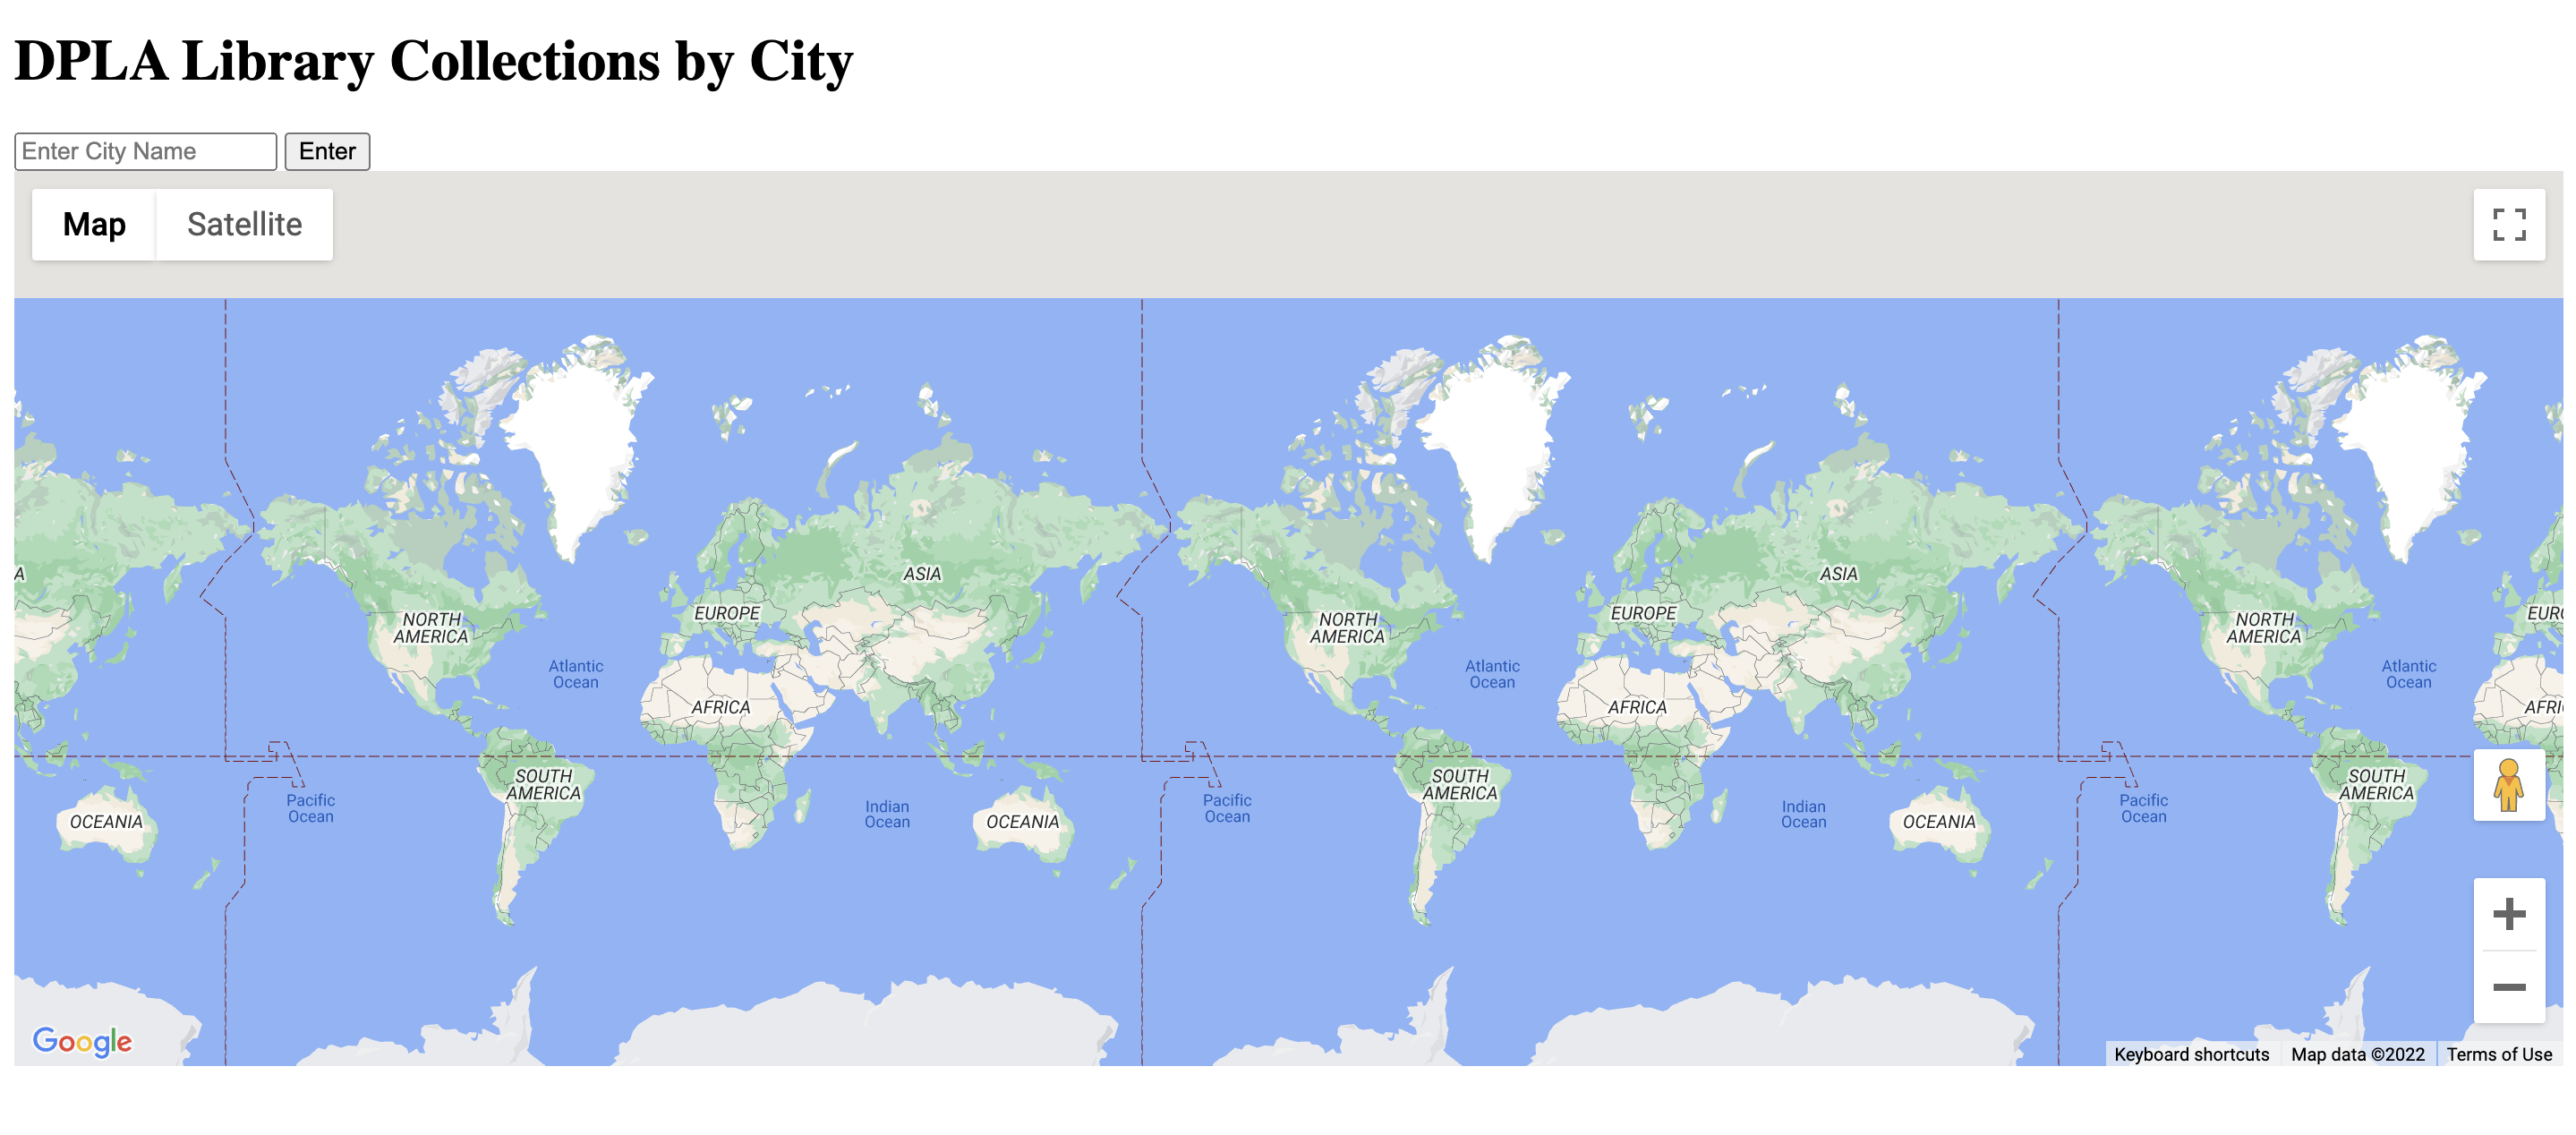 DPLA Library Collections by City
Enter City Name Enter
Map Satellite
A
ASIA
ASIA
EUROPE
EUROPE
EURO
NORTH
AMERICA
NORTH
AMERICA
NORTH
AMERICA
Atlantic
Ocean
Atlantic
Ocean
Atlantic
Ocean
AFRICA
AFRICA
AFRI
SOUTH
AMERICA
SOUTH
AMERICA
SOUTH
AMERICA
Pacific
Ocean
Pacific
Ocean
Pacific
Ocean
Indian
Ocean
Indian
Ocean
OCEANIA
OCEANIA
OCEANIA
Google
Keyboard shortcuts Map data ©2022 Terms of Use